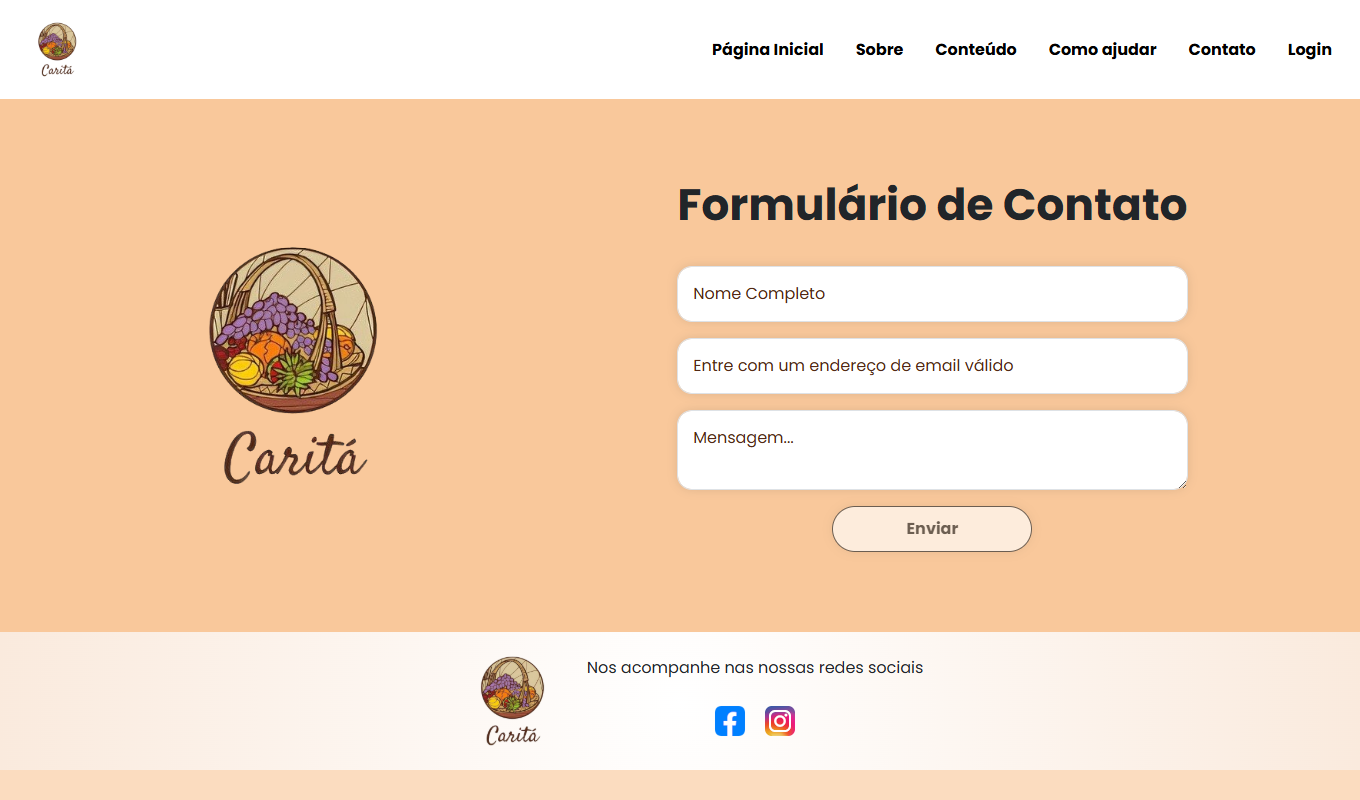 Caritá
Página Inicial Sobre Conteúdo Como ajudar Contato Login
Formulário de Contato
Nome Completo
Entre com um endereço de email válido
Mensagem...
Enviar
Caritá
Nos acompanhe nas nossas redes sociais
Caritá